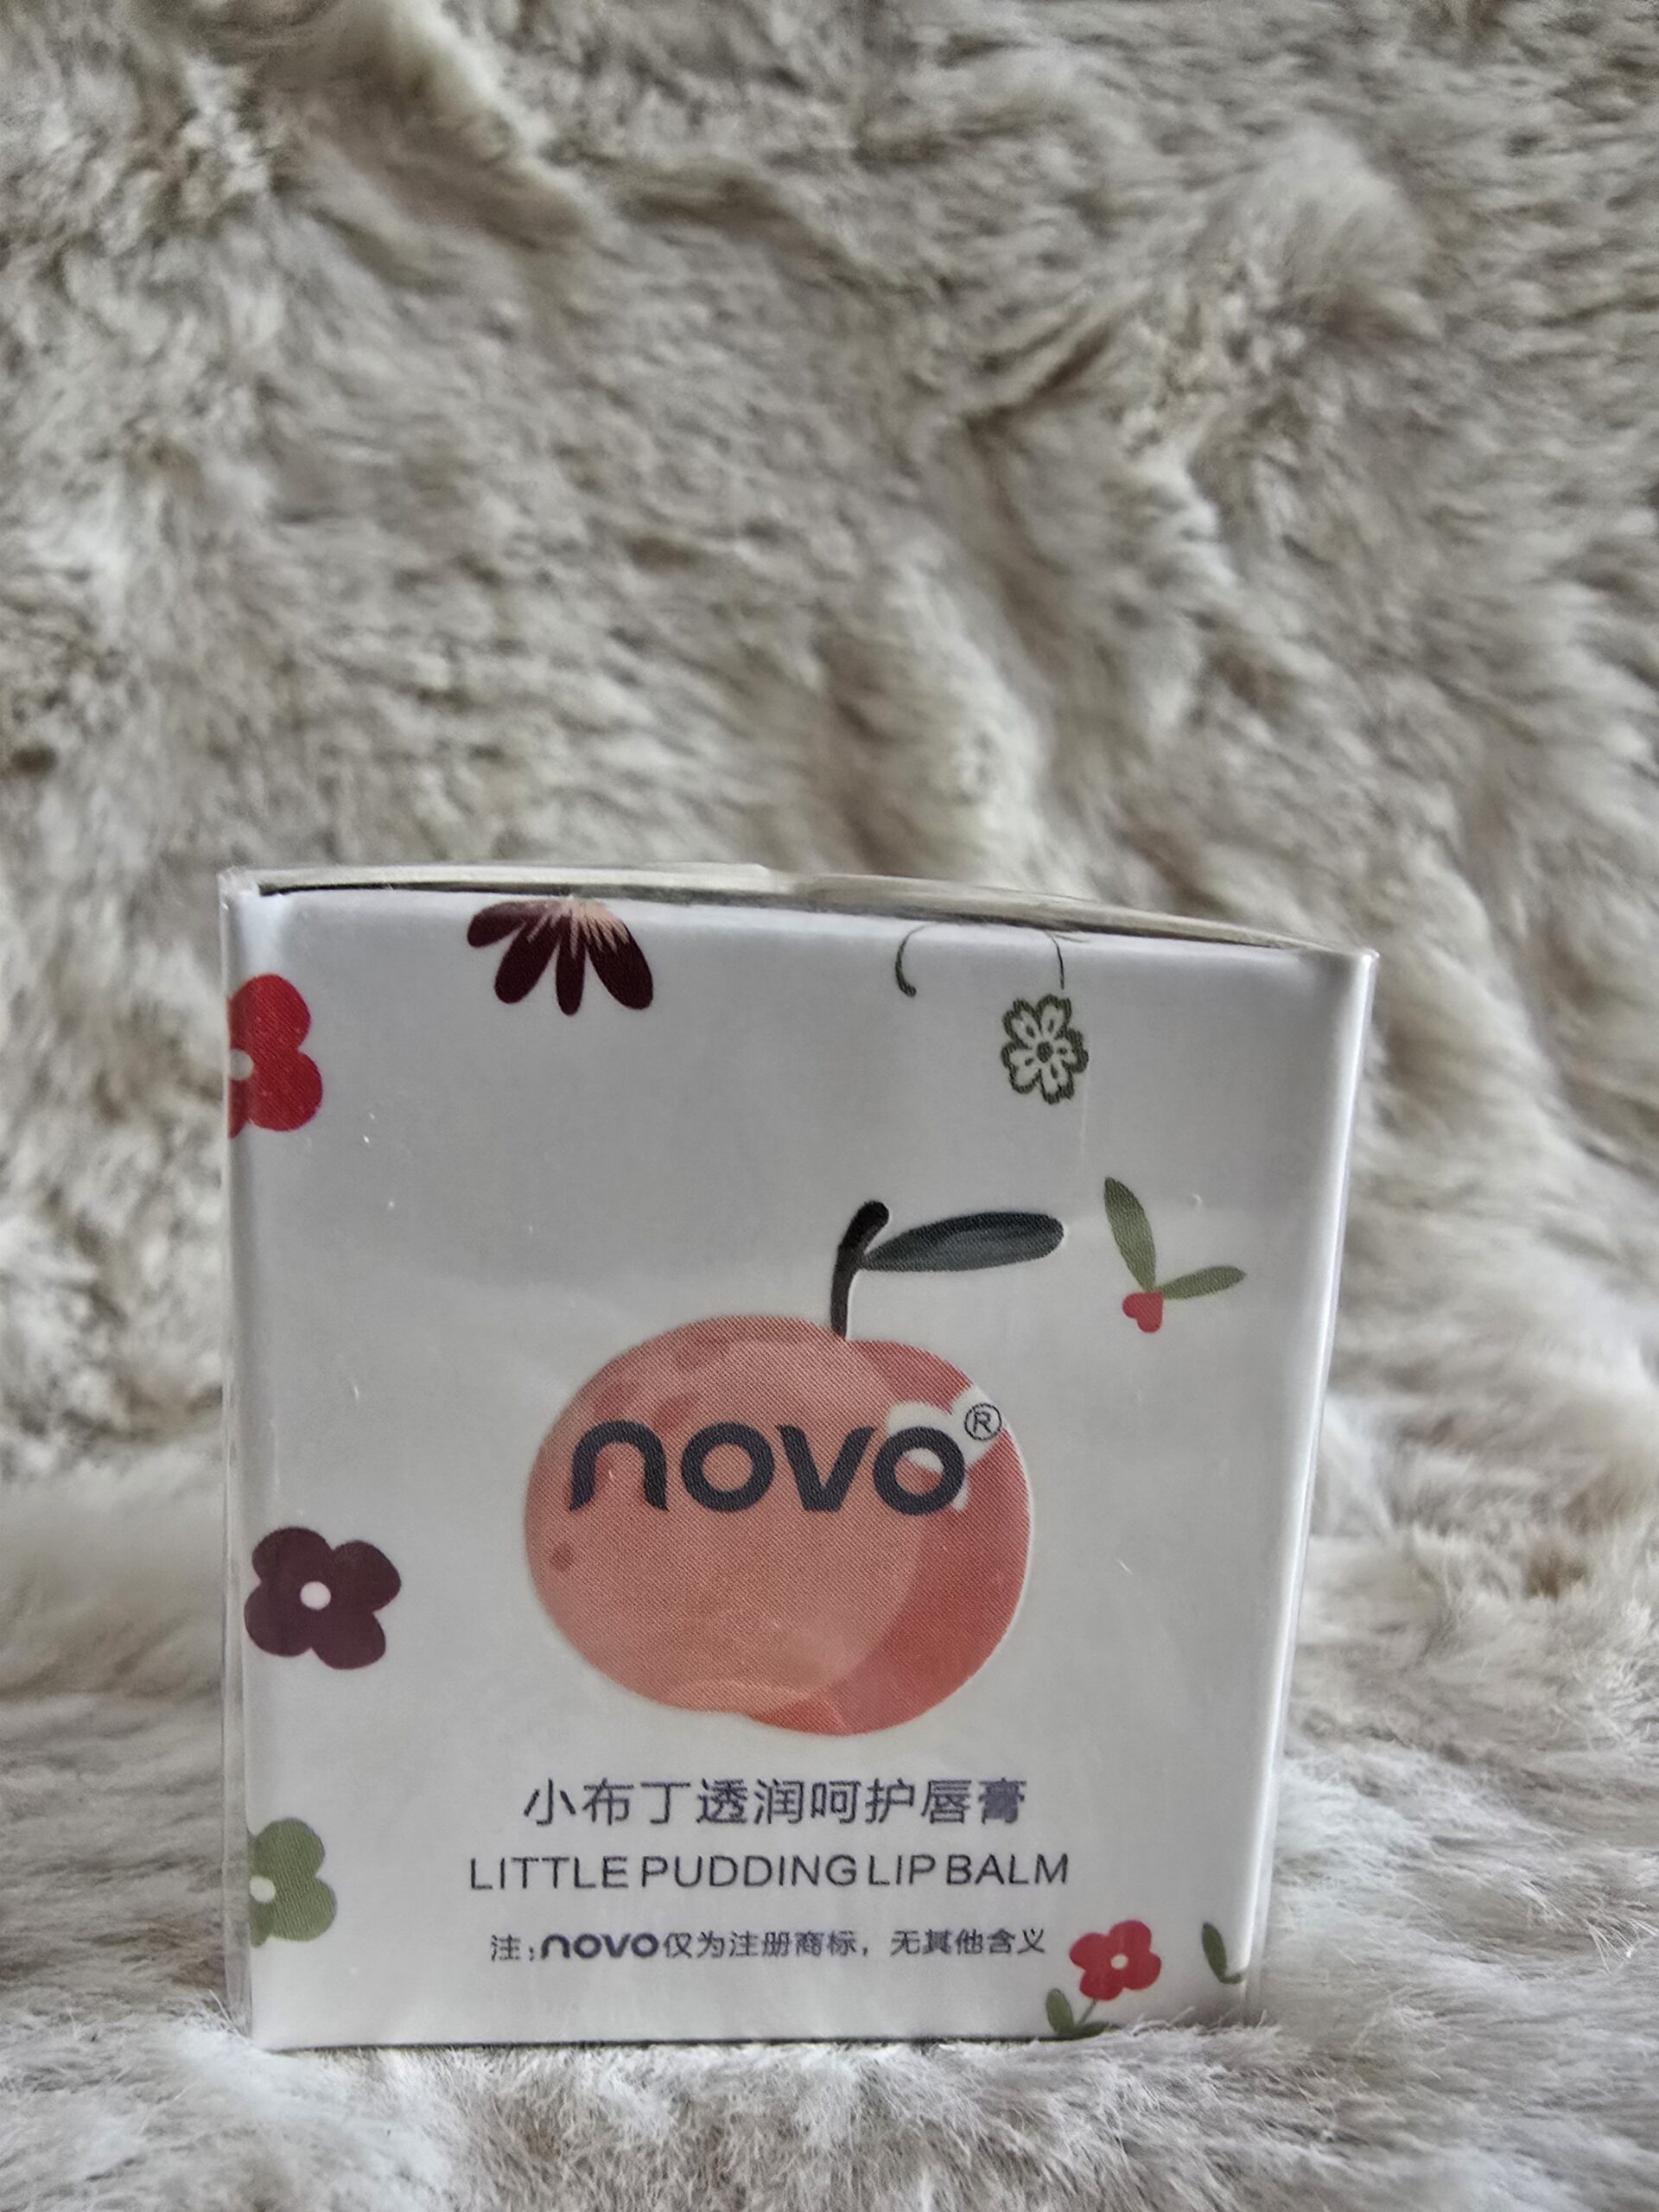 novo®
小布丁透润呵护唇膏
LITTLE PUDDING LIP BALM
注:novo仅为注册商标，无其他含义